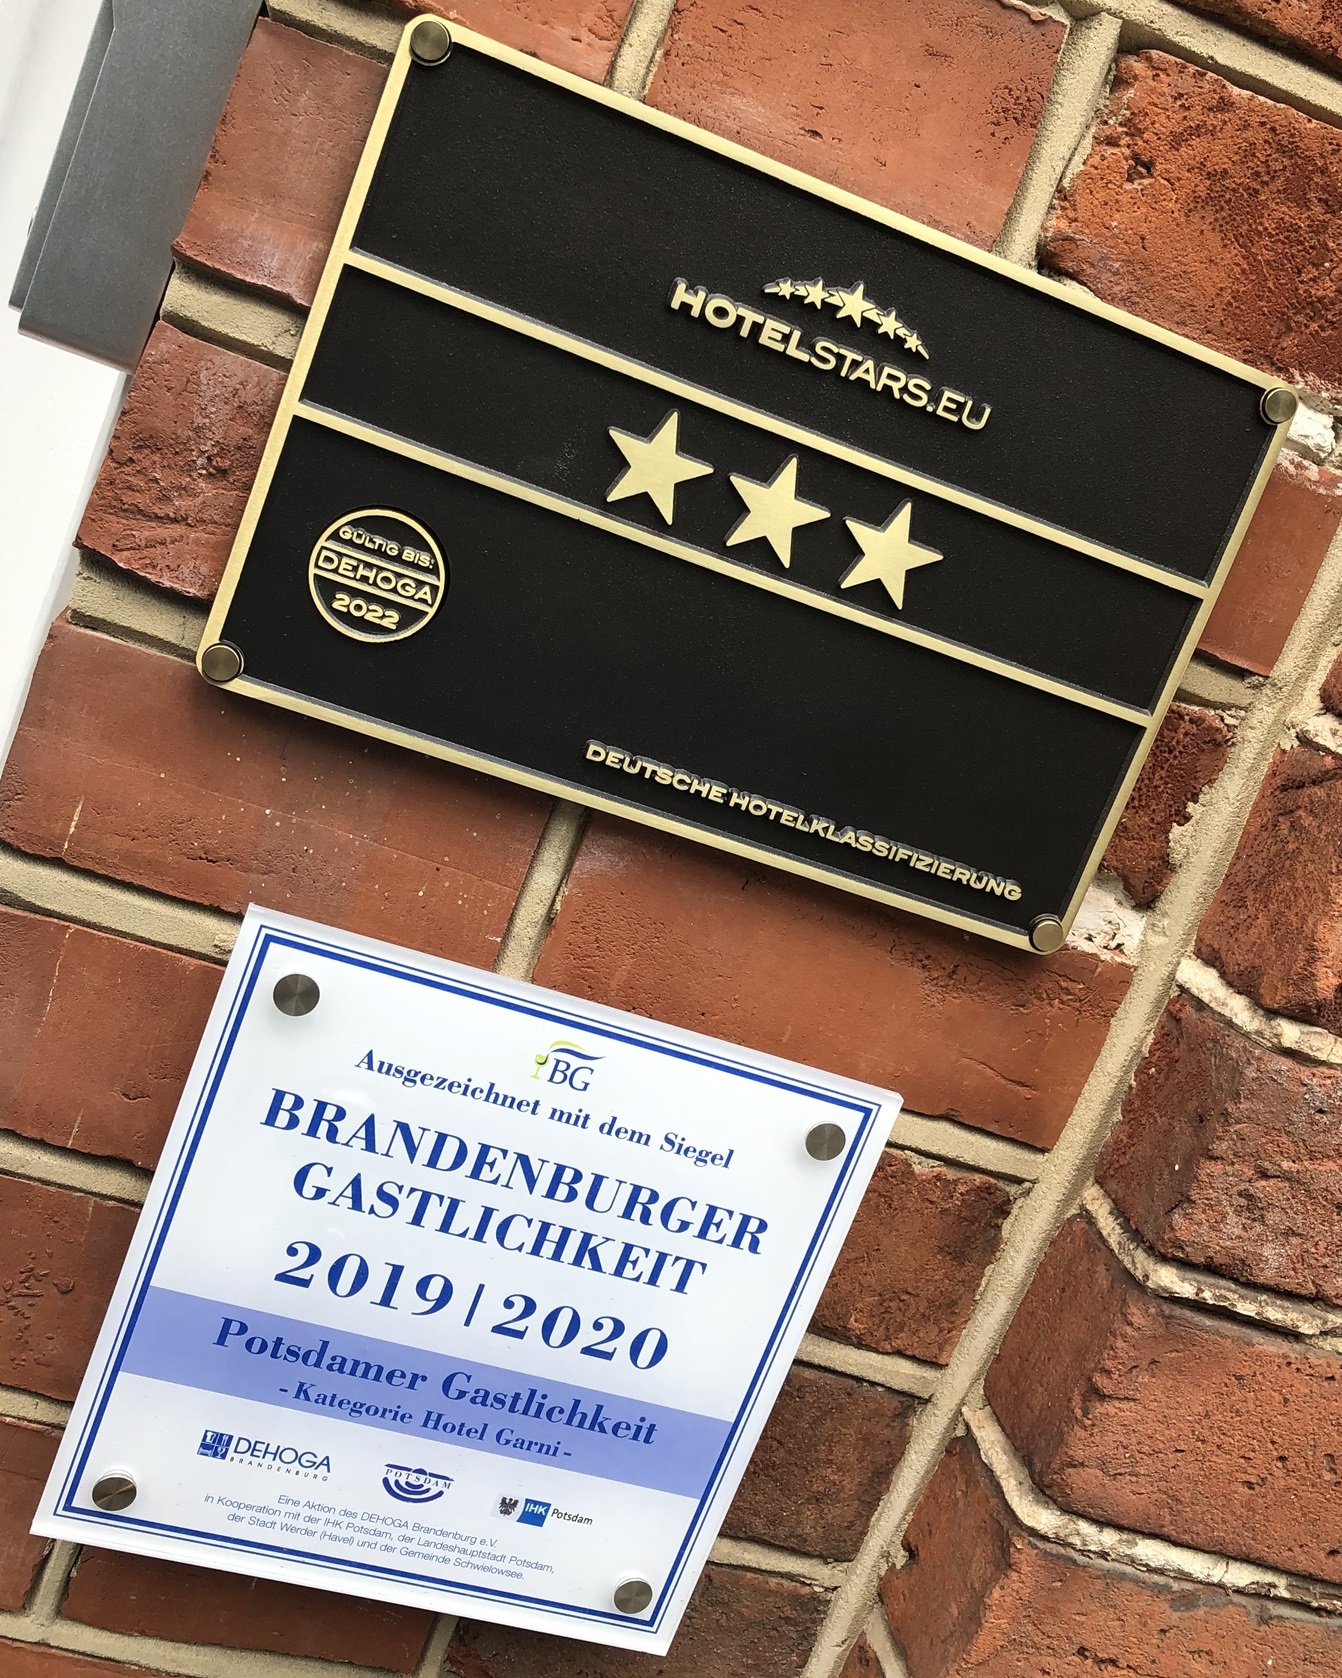 HOTELSTARS.EU
GÜLTIG BIS:
DEHOGA
2022
DEUTSCHE HOTELKLASSIFIZIERUNG
BG
Ausgezeichnet mit dem Siegel
BRANDENBURGER
GASTLICHKEIT
2019|2020
Potsdamer Gastlichkeit
-Kategorie Hotel Garni-
DEHOGA
BRANDENBURG
POTSDAM
IHK Potsdam
Eine Aktion des DEHOGA Brandenburg e.V.
in Kooperation mit der IHK Potsdam, der Landeshauptstadt Potsdam,
der Stadt Werder (Havel) und der Gemeinde Schwielowsee.